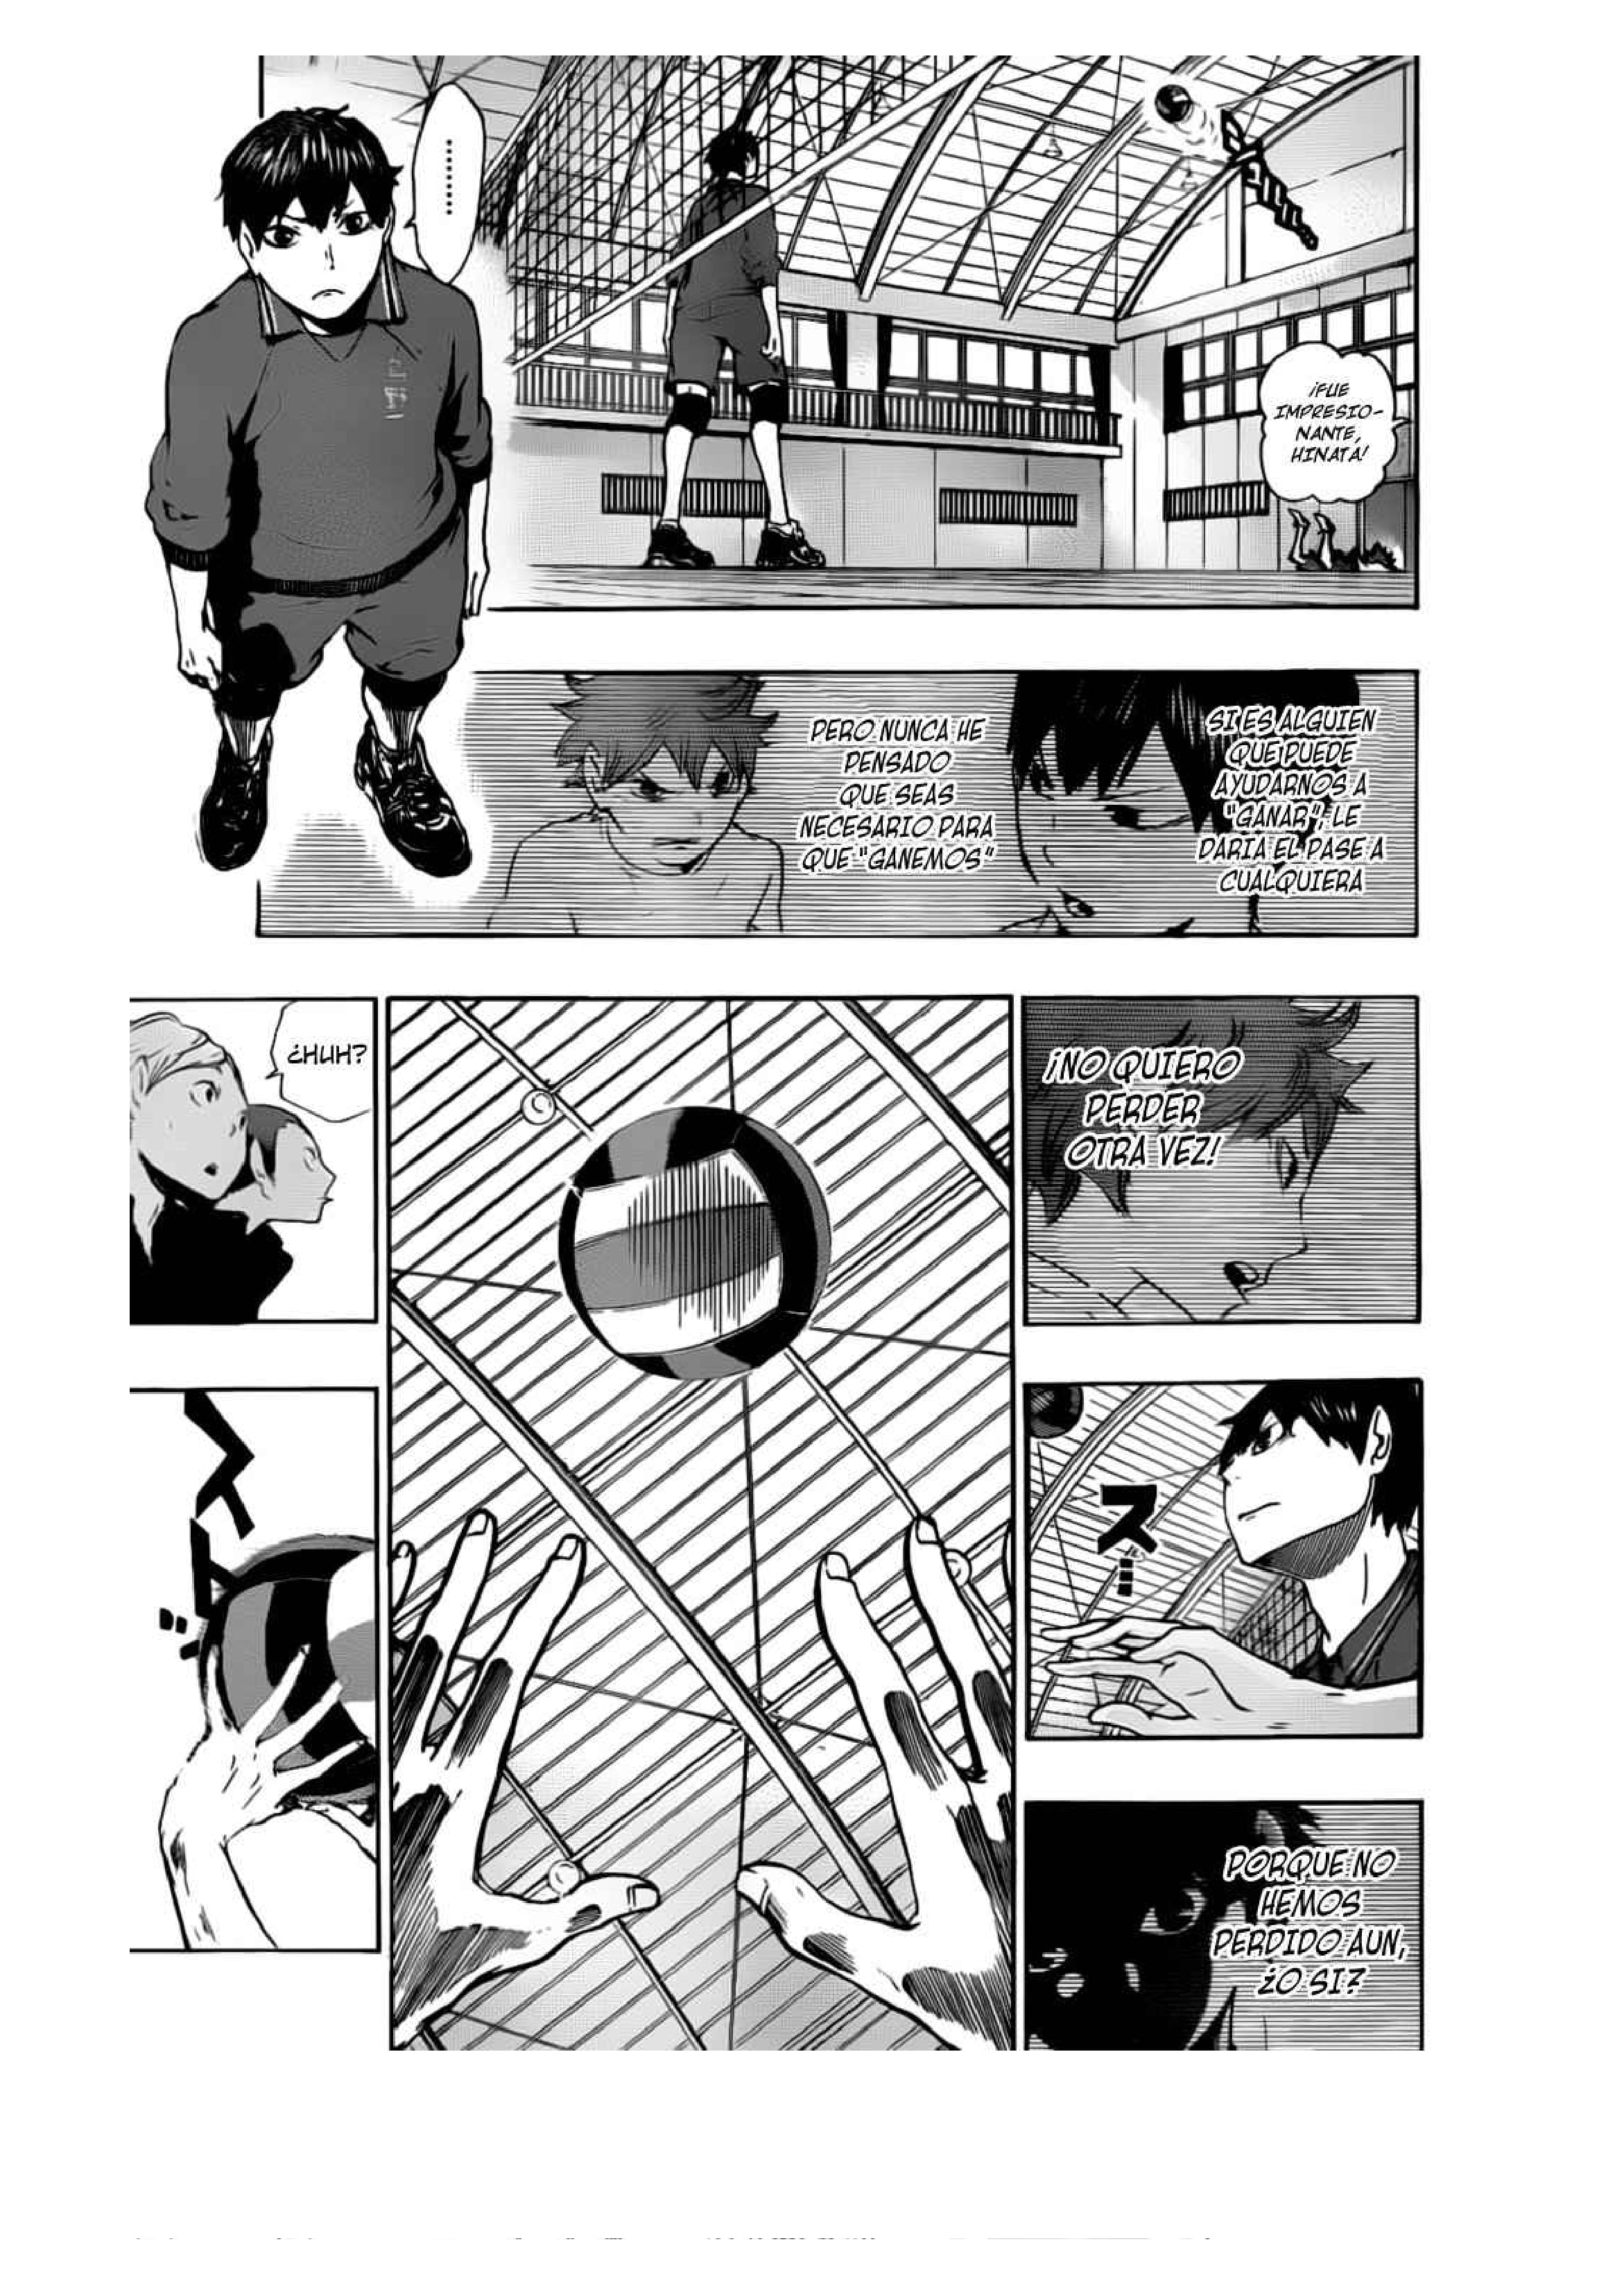 ¡FUE
IMPRESIO-
NANTE,
HINATA!
.........
SI ES ALGUIEN
QUE PUEDE
AYUDARNOS A
"GANAR", LE
DARIA EL PASE A
CUALQUIERA
PERO NUNCA HE
PENSADO
QUE SEAS
NECESARIO PARA
QUE "GANEMOS"
¡NO QUIERO
PERDER
OTRA VEZ!
ス
PORQUE NO
HEMOS
PERDIDO AUN,
¿O SI?
¿HUH?